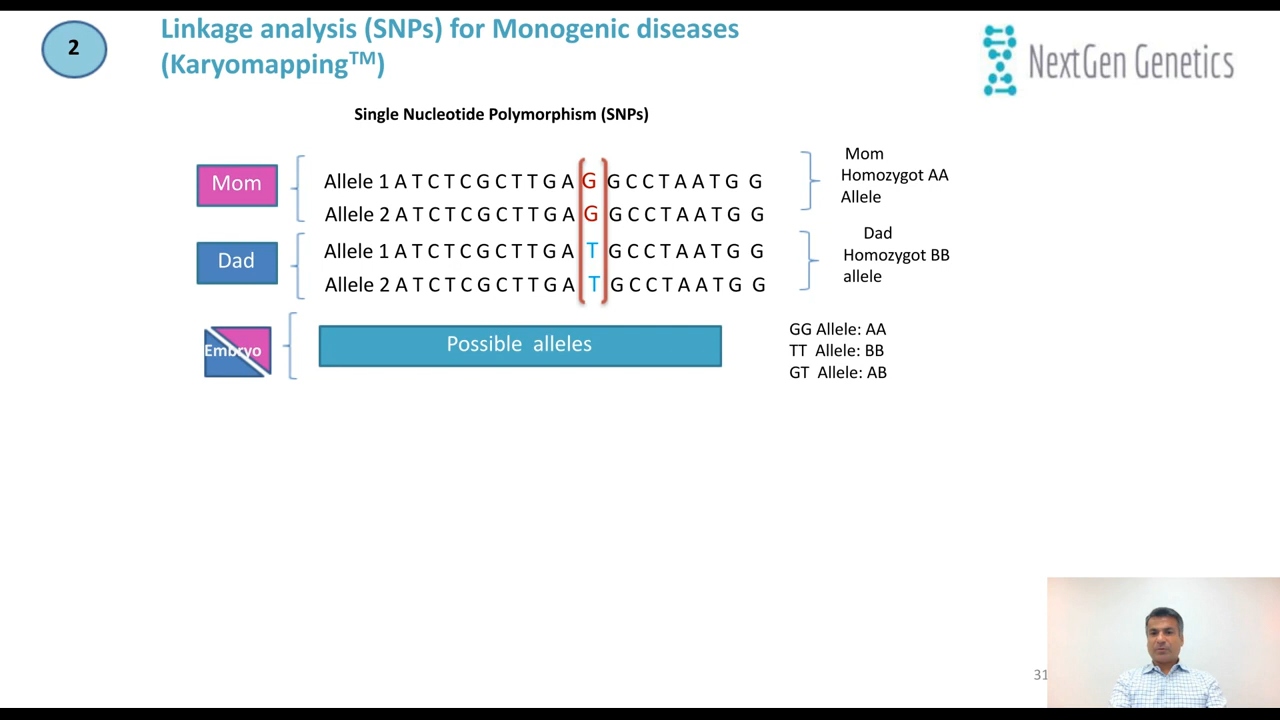 2
Linkage analysis (SNPs) for Monogenic diseases
(Karyomapping™)
NextGen Genetics
Single Nucleotide Polymorphism (SNPs)
Mom
Allele 1 A T C T C G C T T G A G G C C T A A T G G
Allele 2 A T C T C G C T T G A G G C C T A A T G G
Mom
Homozygot AA
Allele
Dad
Allele 1 A T C T C G C T T G A T G C C T A A T G G
Allele 2 A T C T C G C T T G A T G C C T A A T G G
Dad
Homozygot BB
allele
Embryo
Possible alleles
GG Allele: AA
TT Allele: BB
GT Allele: AB
31